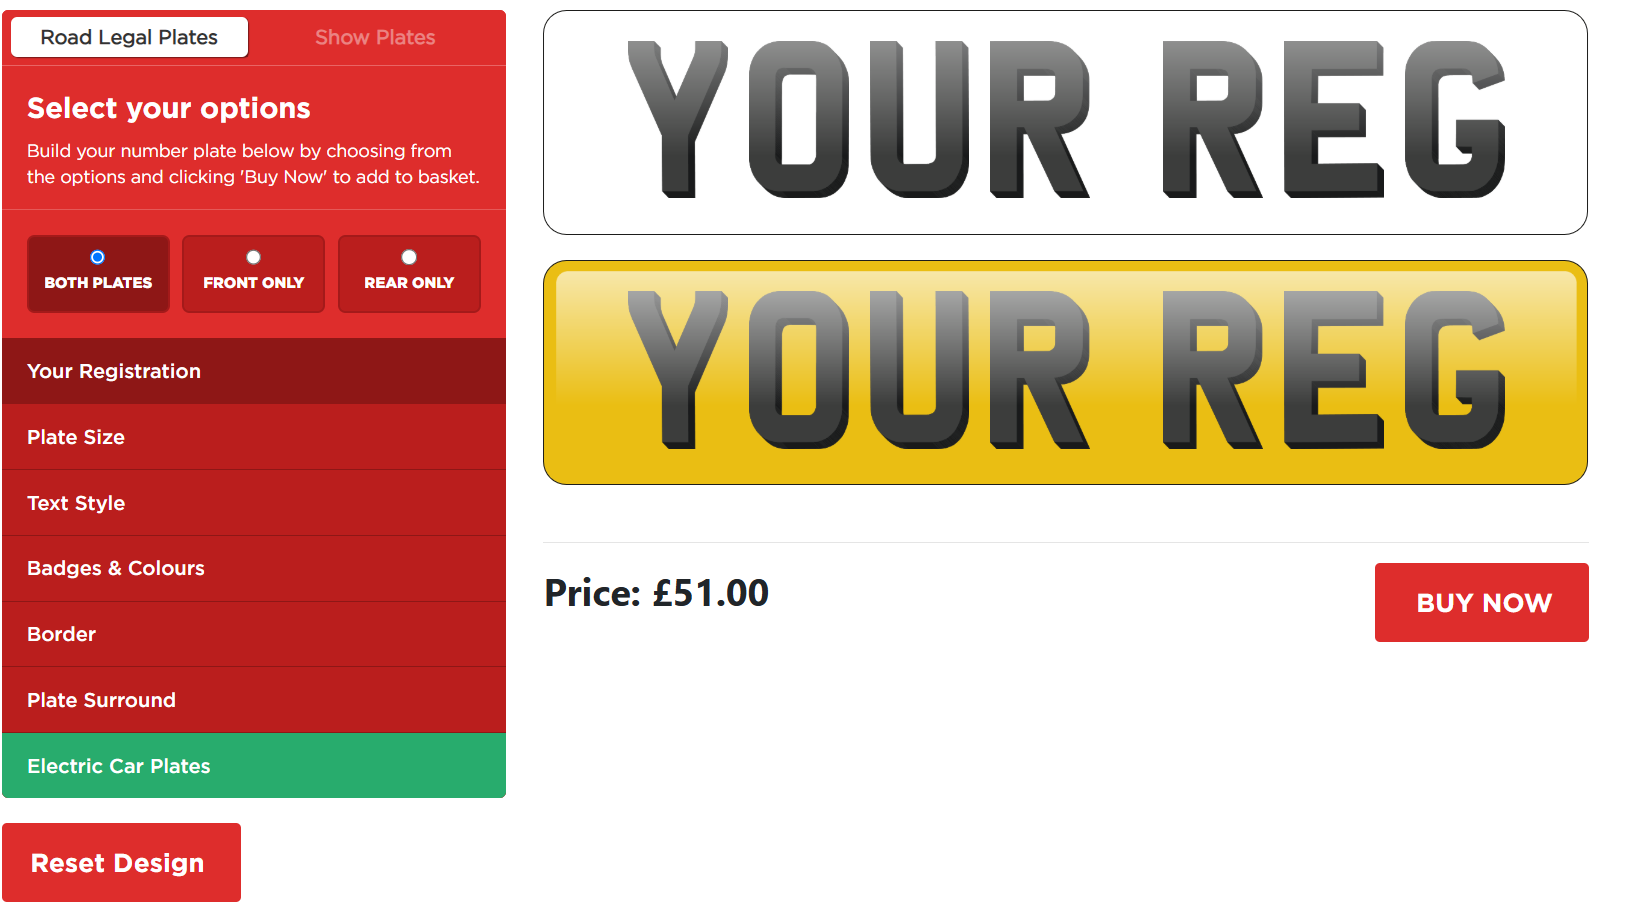 Road Legal Plates
Show Plates
Select your options
Build your number plate below by choosing from
the options and clicking 'Buy Now' to add to basket.
BOTH PLATES
FRONT ONLY
REAR ONLY
Your Registration
Plate Size
Text Style
Badges & Colours
Border
Plate Surround
Electric Car Plates
Reset Design
YOUR REG
YOUR REG
Price: £51.00
BUY NOW